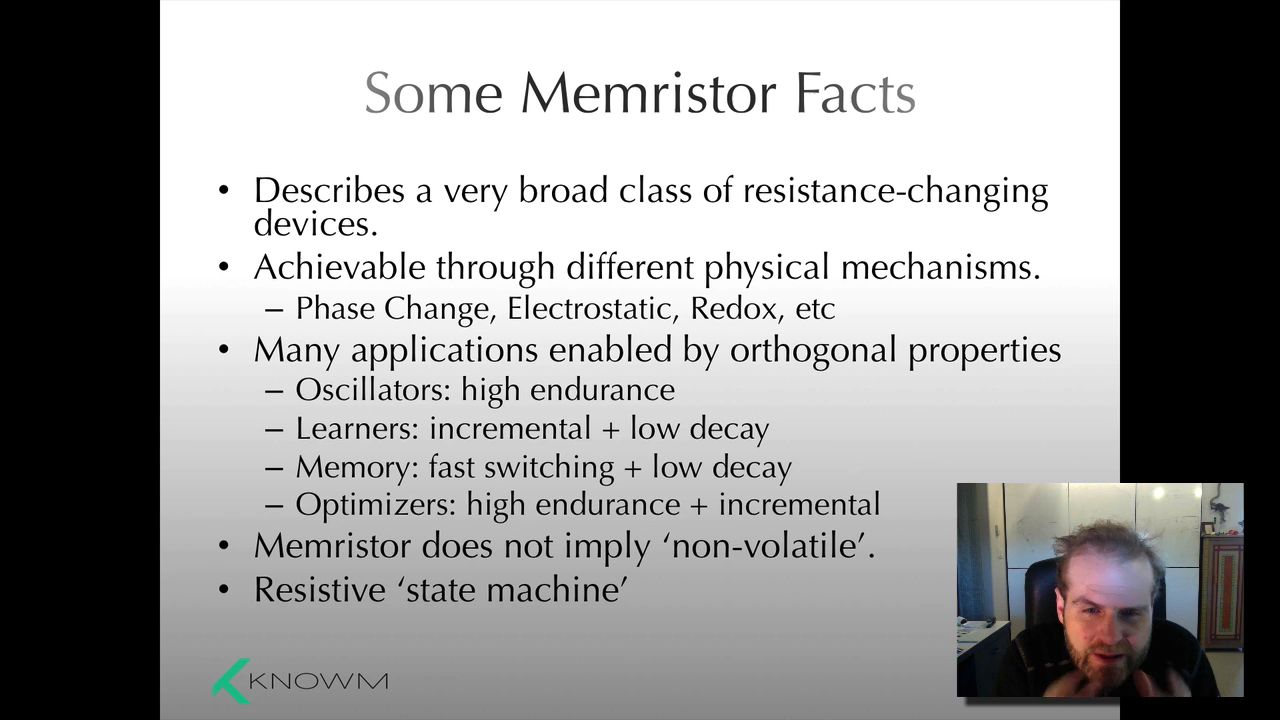 Some Memristor Facts
• Describes a very broad class of resistance-changing
devices.
• Achievable through different physical mechanisms.
– Phase Change, Electrostatic, Redox, etc
• Many applications enabled by orthogonal properties
– Oscillators: high endurance
– Learners: incremental + low decay
– Memory: fast switching + low decay
– Optimizers: high endurance + incremental
• Memristor does not imply ‘non-volatile’.
• Resistive ‘state machine’
KNOWM